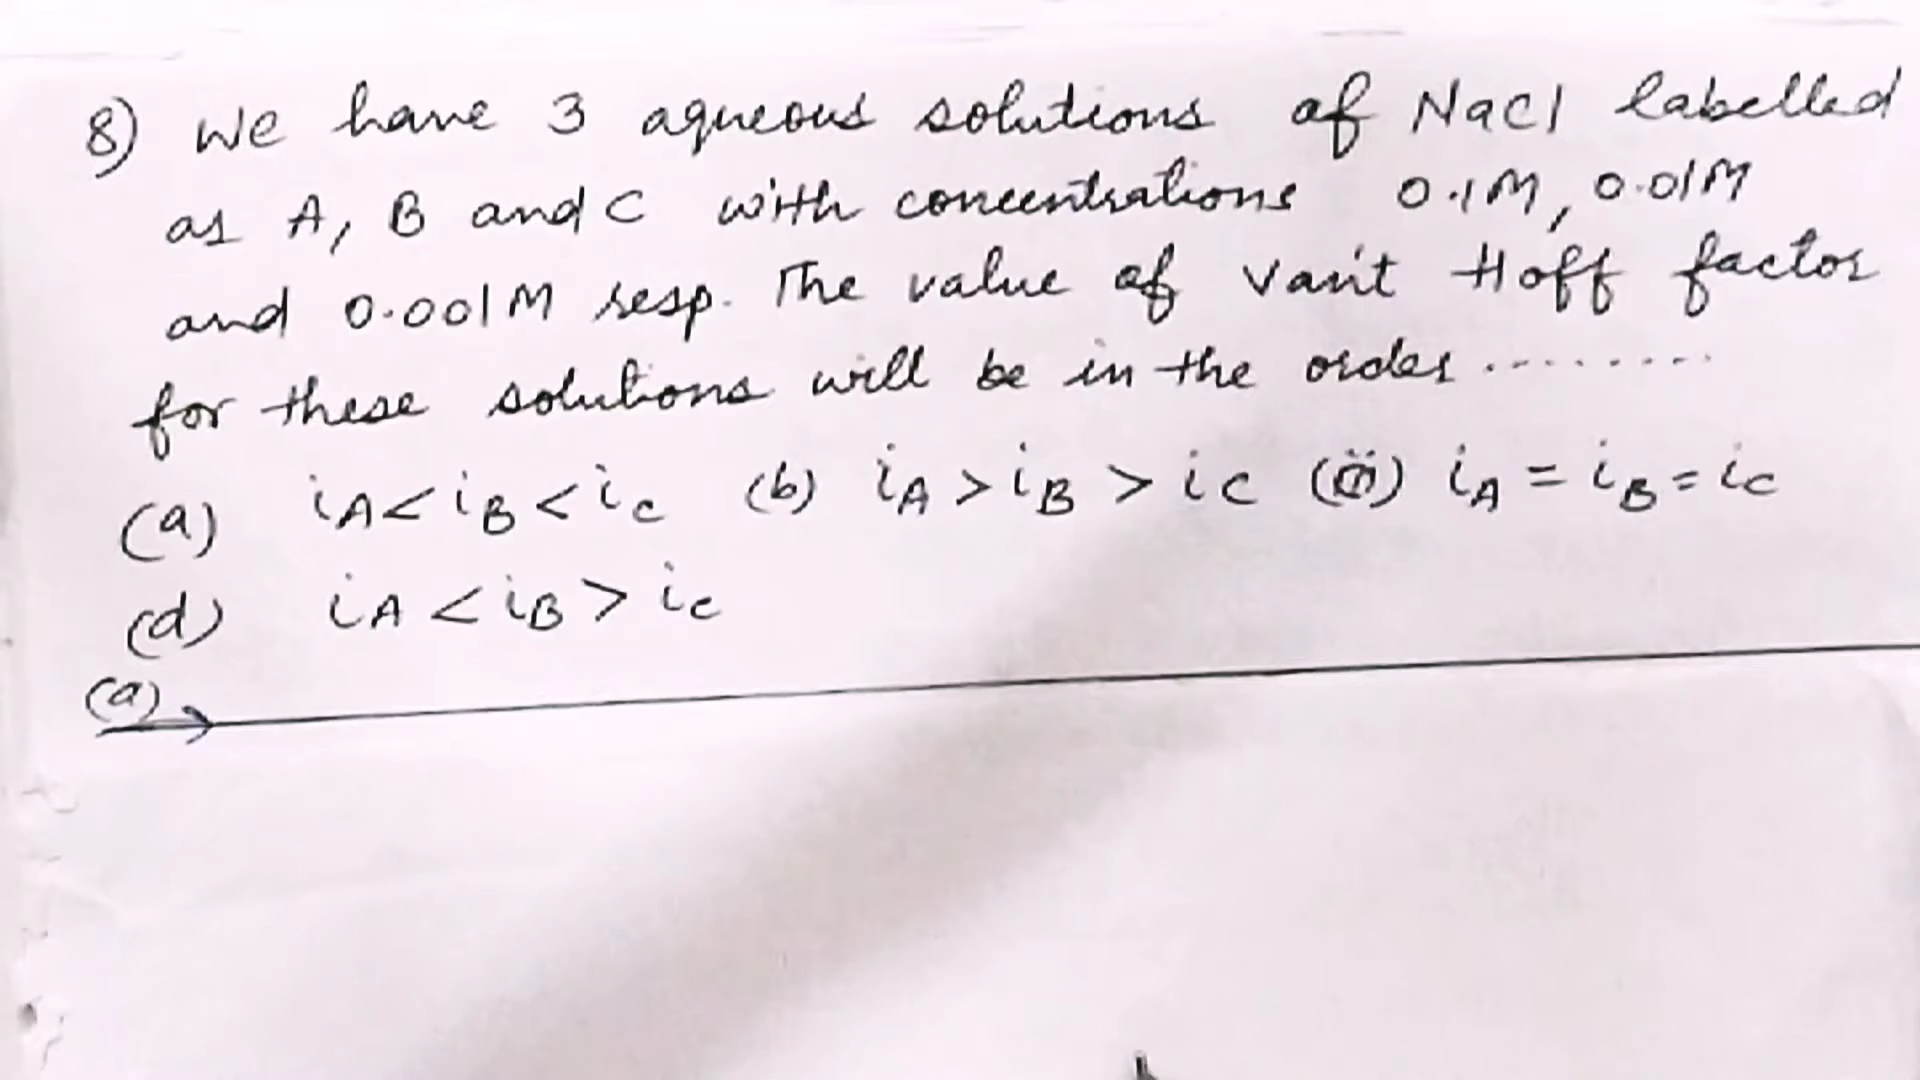 8) We have 3 aqueous solutions of NaCl labelled
as A, B and C with concentrations 0.1M, 0.01M
and 0.001M resp. The value of Van't Hoff factor
for these solutions will be in the order ........
(a) iA < iB < ic (b) iA > iB > ic (iii) iA = iB = ic
(d) iA < iB > ic
(a) →